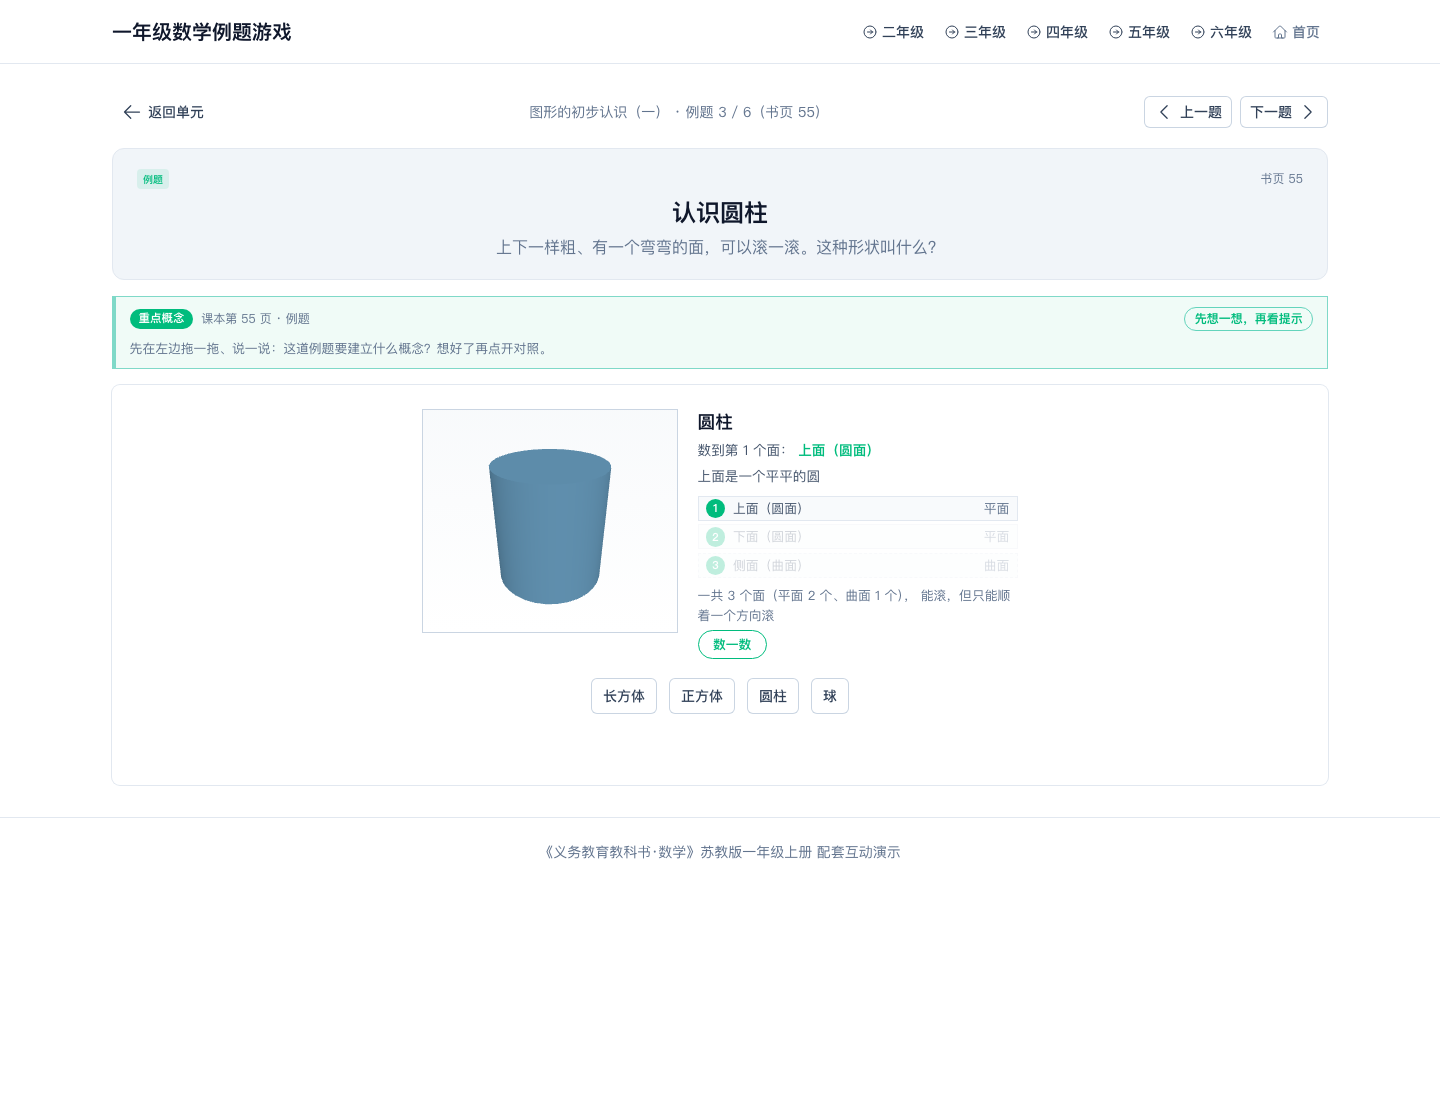 一年级数学例题游戏
二年级 三年级 四年级 五年级 六年级 首页
返回单元
图形的初步认识（一） · 例题 3 / 6（书页 55）
上一题 下一题
例题
书页 55
认识圆柱
上下一样粗、有一个弯弯的面，可以滚一滚。这种形状叫什么？
重点概念 课本第 55 页 · 例题
先想一想，再看提示
先在左边拖一拖、说一说：这道例题要建立什么概念？想好了再点开对照。
圆柱
数到第 1 个面： 上面（圆面）
上面是一个平平的圆
1 上面（圆面） 平面
2 下面（圆面） 平面
3 侧面（曲面） 曲面
一共 3 个面（平面 2 个、曲面 1 个）， 能滚，但只能顺
着一个方向滚
数一数
长方体 正方体 圆柱 球
《义务教育教科书·数学》苏教版一年级上册 配套互动演示